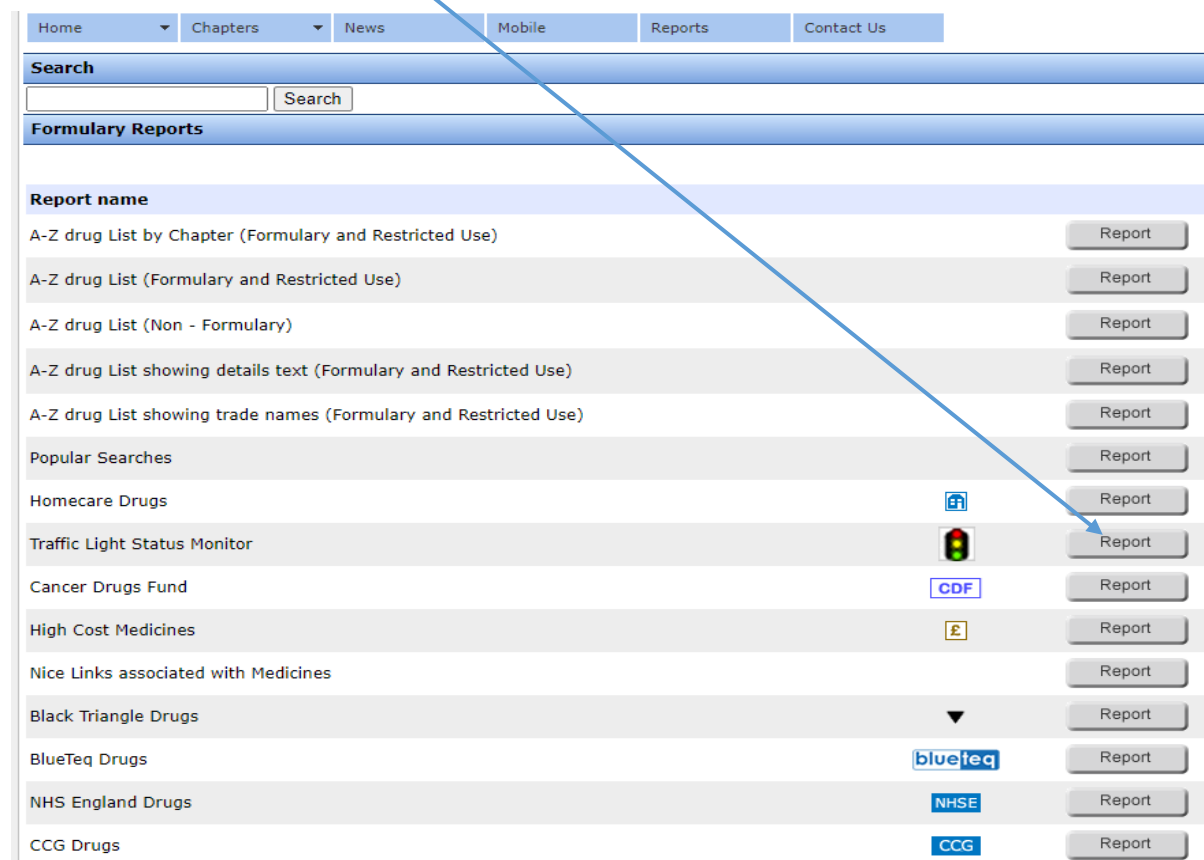 Home Chapters News Mobile Reports Contact Us
Search
Search
Formulary Reports
Report name
A-Z drug List by Chapter (Formulary and Restricted Use) Report
A-Z drug List (Formulary and Restricted Use) Report
A-Z drug List (Non - Formulary) Report
A-Z drug List showing details text (Formulary and Restricted Use) Report
A-Z drug List showing trade names (Formulary and Restricted Use) Report
Popular Searches Report
Homecare Drugs Report
Traffic Light Status Monitor Report
Cancer Drugs Fund CDF Report
High Cost Medicines £ Report
Nice Links associated with Medicines Report
Black Triangle Drugs Report
BlueTeq Drugs blueteq Report
NHS England Drugs NHSE Report
CCG Drugs CCG Report